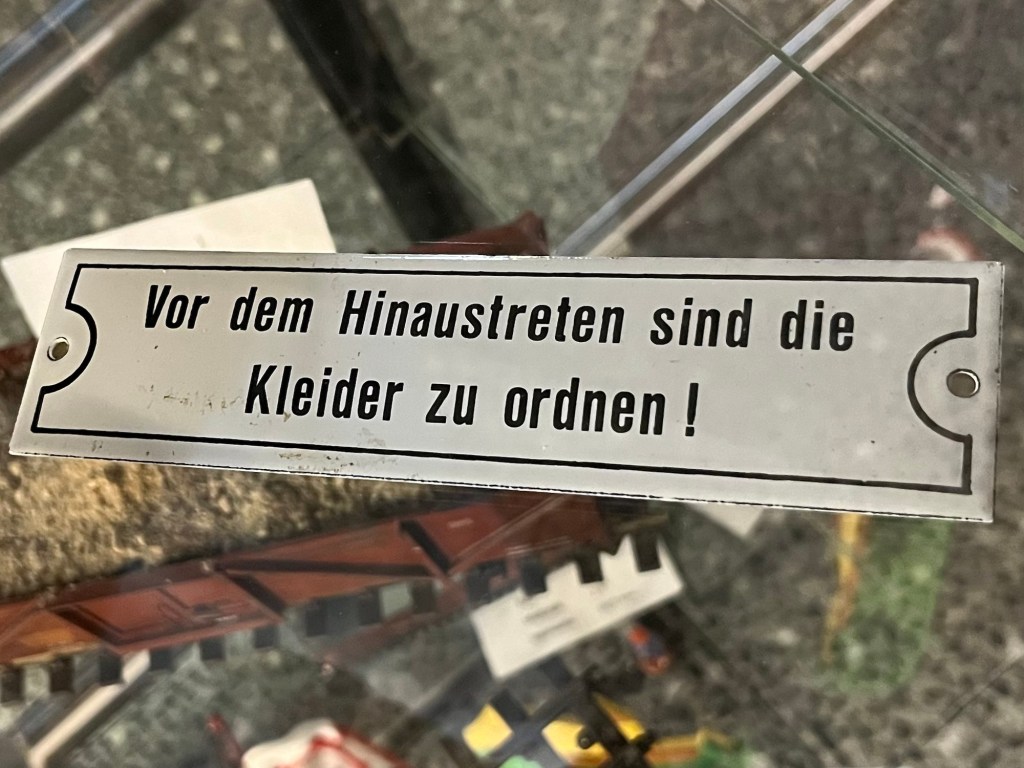 Vor dem Hinaustreten sind die
Kleider zu ordnen!